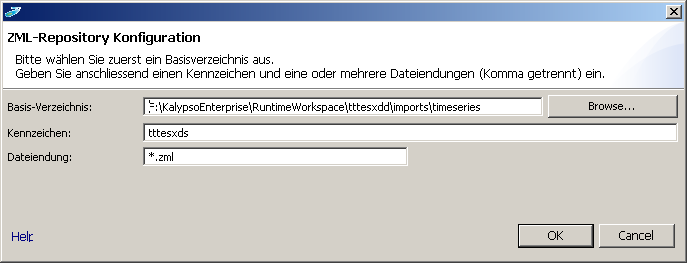 ZML-Repository Konfiguration
Bitte wählen Sie zuerst ein Basisverzeichnis aus.
Geben Sie anschliessend einen Kennzeichen und eine oder mehrere Dateiendungen (Komma getrennt) ein.
Basis-Verzeichnis: :\KalypsoEnterprise\RuntimeWorkspace\tttesxdd\imports\timeseries Browse...
Kennzeichen: tttesxds
Dateiendung: *.zml
Help OK Cancel